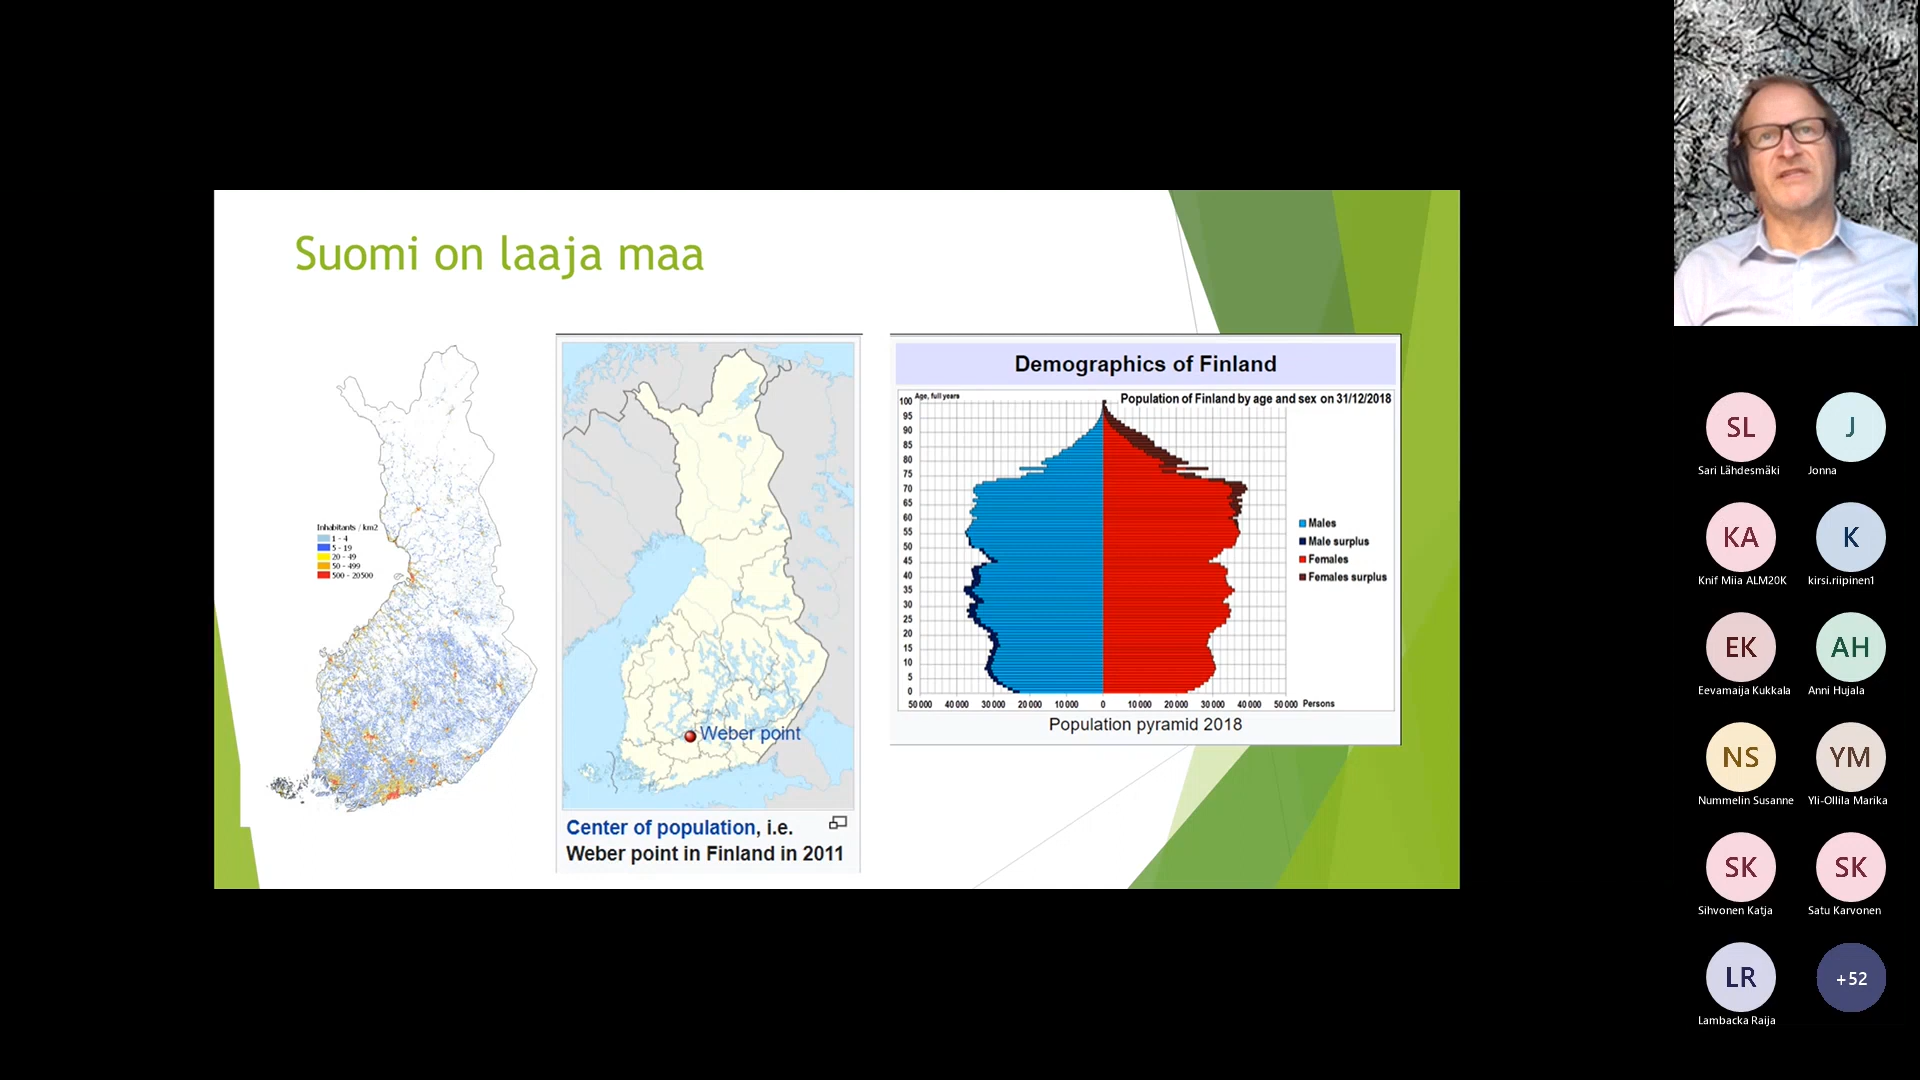 Suomi on laaja maa
Inhabitants / km2
1 - 4
5 - 19
20 - 49
50 - 499
500 - 20500
Weber point
Center of population, i.e.
Weber point in Finland in 2011
Demographics of Finland
Age, full years
Population of Finland by age and sex on 31/12/2018
100
95
90
85
80
75
70
65
60
55
50
45
40
35
30
25
20
15
10
5
0
50 000 40 000 30 000 20 000 10 000 0 10 000 20 000 30 000 40 000 50 000 Persons
Males
Male surplus
Females
Females surplus
Population pyramid 2018
SL
Sari Lähdesmäki
J
Jonna
KA
Knif Miia ALM20K
K
kirsi.riipinen1
EK
Eevamaija Kukkala
AH
Anni Hujala
NS
Nummelin Susanne
YM
Yli-Ollila Marika
SK
Sihvonen Katja
SK
Satu Karvonen
LR
Lambacka Raija
+52